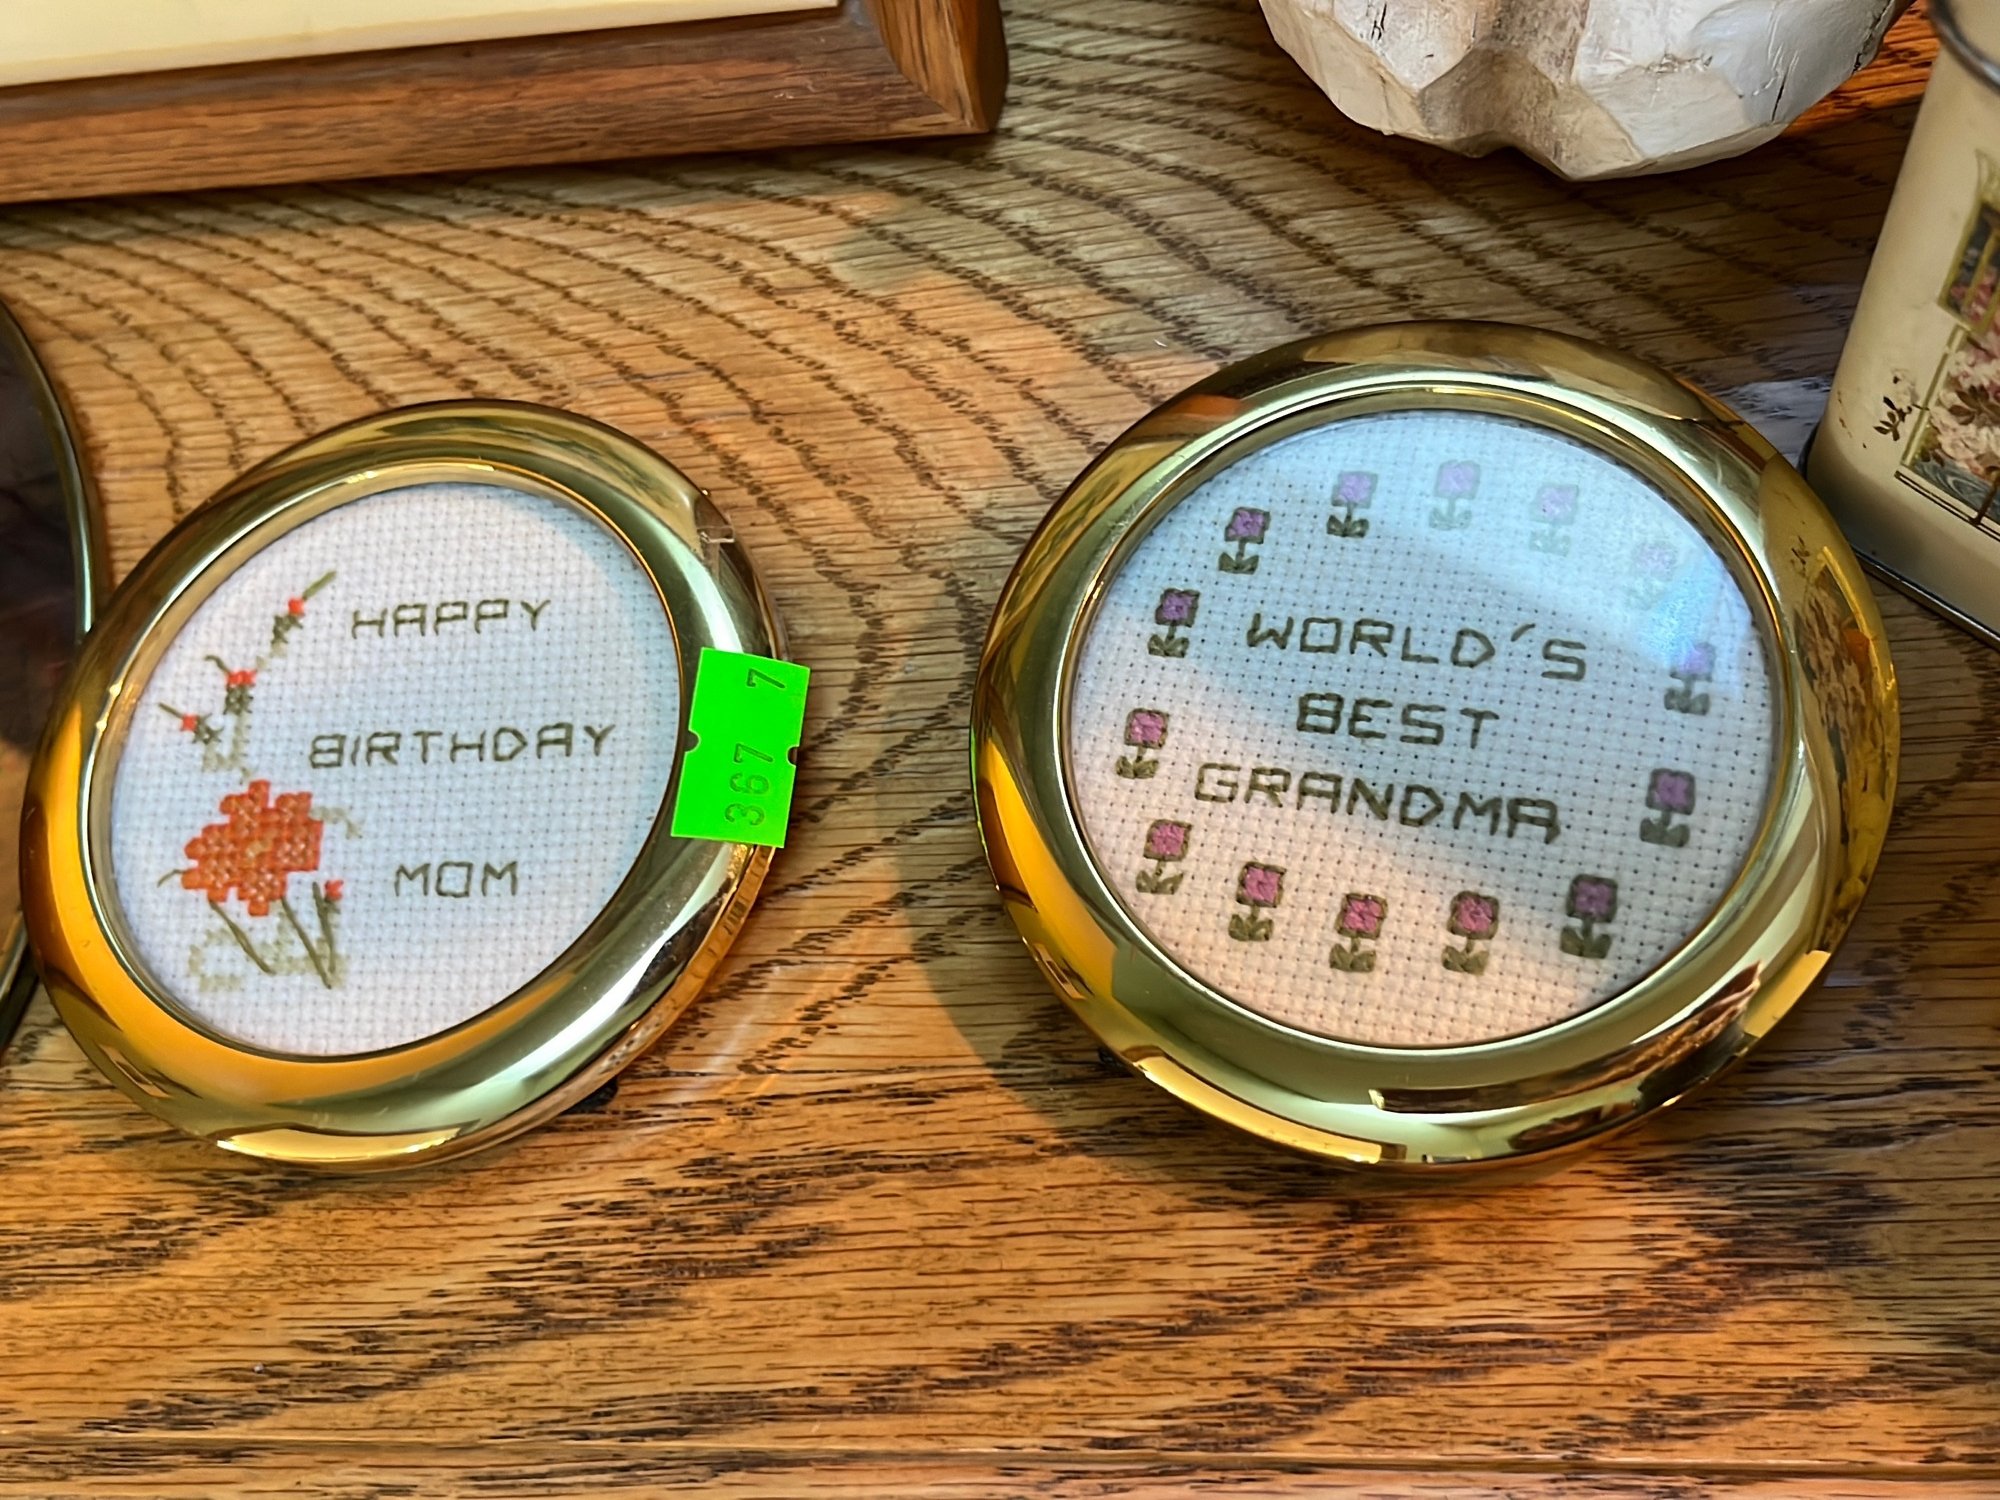 HAPPY
BIRTHDAY
MOM
367 7
WORLD'S
BEST
GRANDMA